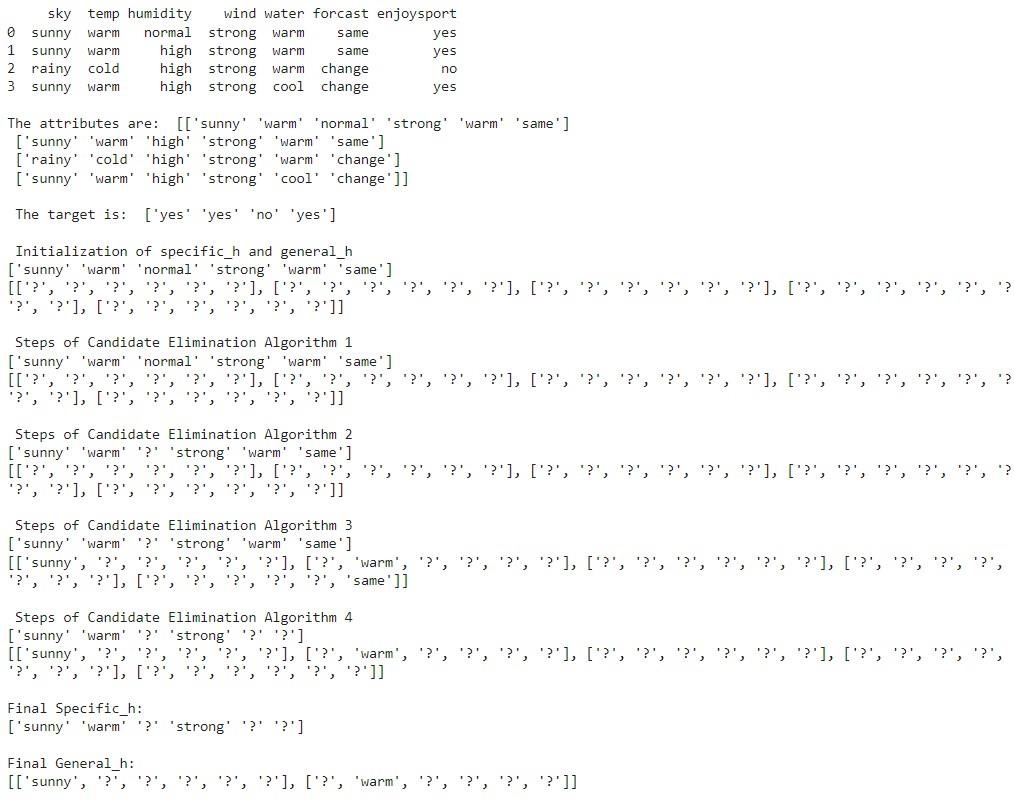 sky temp humidity wind water forcast enjoysport
0 sunny warm normal strong warm same yes
1 sunny warm high strong warm same yes
2 rainy cold high strong warm change no
3 sunny warm high strong cool change yes
The attributes are: [['sunny' 'warm' 'normal' 'strong' 'warm' 'same']
['sunny' 'warm' 'high' 'strong' 'warm' 'same']
['rainy' 'cold' 'high' 'strong' 'warm' 'change']
['sunny' 'warm' 'high' 'strong' 'cool' 'change']]
The target is: ['yes' 'yes' 'no' 'yes']
Initialization of specific_h and general_h
['sunny' 'warm' 'normal' 'strong' 'warm' 'same']
[['?', '?', '?', '?', '?', '?'], ['?', '?', '?', '?', '?', '?'], ['?', '?', '?', '?', '?', '?'], ['?', '?', '?', '?', '?', '?
'?', '?'], ['?', '?', '?', '?', '?', '?']]
Steps of Candidate Elimination Algorithm 1
['sunny' 'warm' 'normal' 'strong' 'warm' 'same']
[['?', '?', '?', '?', '?', '?'], ['?', '?', '?', '?', '?', '?'], ['?', '?', '?', '?', '?', '?'], ['?', '?', '?', '?', '?', '?
'?', '?'], ['?', '?', '?', '?', '?', '?']]
Steps of Candidate Elimination Algorithm 2
['sunny' 'warm' '?' 'strong' 'warm' 'same']
[['?', '?', '?', '?', '?', '?'], ['?', '?', '?', '?', '?', '?'], ['?', '?', '?', '?', '?', '?'], ['?', '?', '?', '?', '?', '?
'?', '?'], ['?', '?', '?', '?', '?', '?']]
Steps of Candidate Elimination Algorithm 3
['sunny' 'warm' '?' 'strong' 'warm' 'same']
[['sunny', '?', '?', '?', '?', '?'], ['?', 'warm', '?', '?', '?', '?'], ['?', '?', '?', '?', '?', '?'], ['?', '?', '?', '?',
'?', '?', '?'], ['?', '?', '?', '?', '?', 'same']]
Steps of Candidate Elimination Algorithm 4
['sunny' 'warm' '?' 'strong' '?' '?']
[['sunny', '?', '?', '?', '?', '?'], ['?', 'warm', '?', '?', '?', '?'], ['?', '?', '?', '?', '?', '?'], ['?', '?', '?', '?',
'?', '?', '?'], ['?', '?', '?', '?', '?', '?']]
Final Specific_h:
['sunny' 'warm' '?' 'strong' '?' '?']
Final General_h:
[['sunny', '?', '?', '?', '?', '?'], ['?', 'warm', '?', '?', '?', '?']]